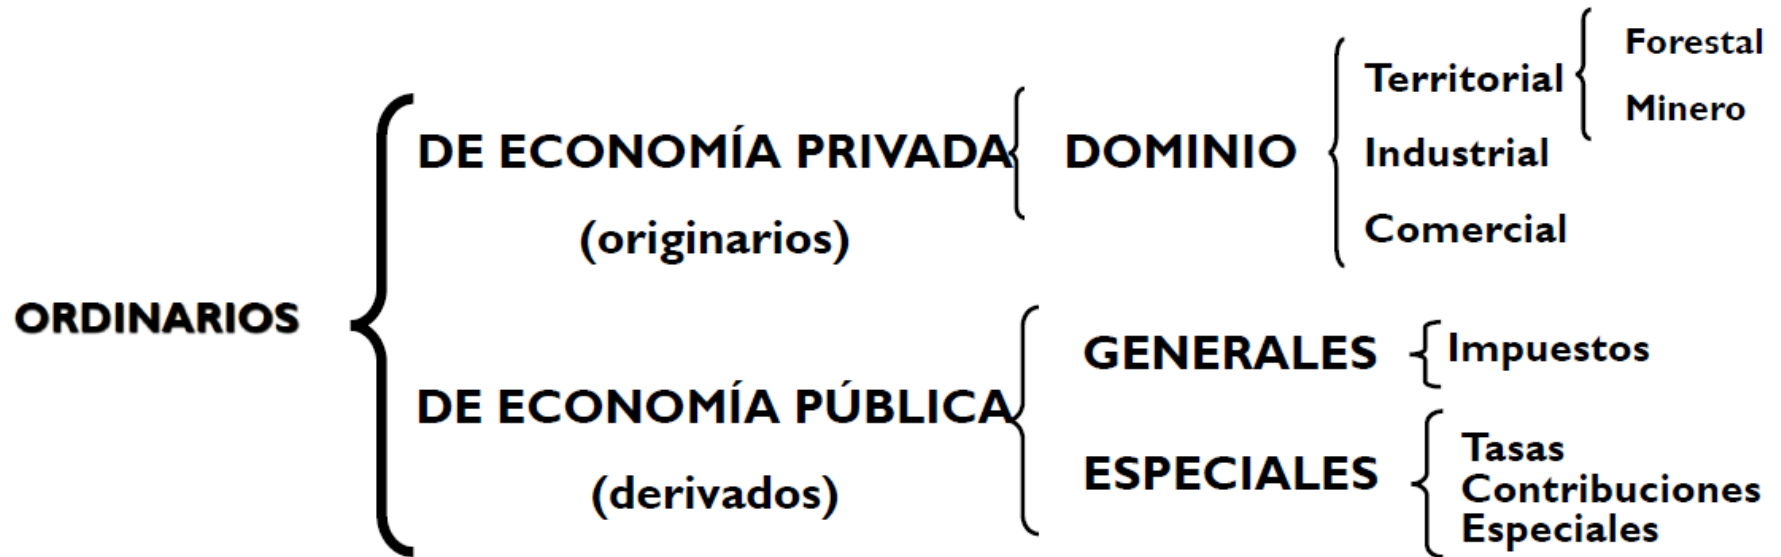 ORDINARIOS
DE ECONOMÍA PRIVADA
(originarios)
DOMINIO
Territorial
Forestal
Minero
Industrial
Comercial
DE ECONOMÍA PÚBLICA
(derivados)
GENERALES
Impuestos
ESPECIALES
Tasas
Contribuciones
Especiales